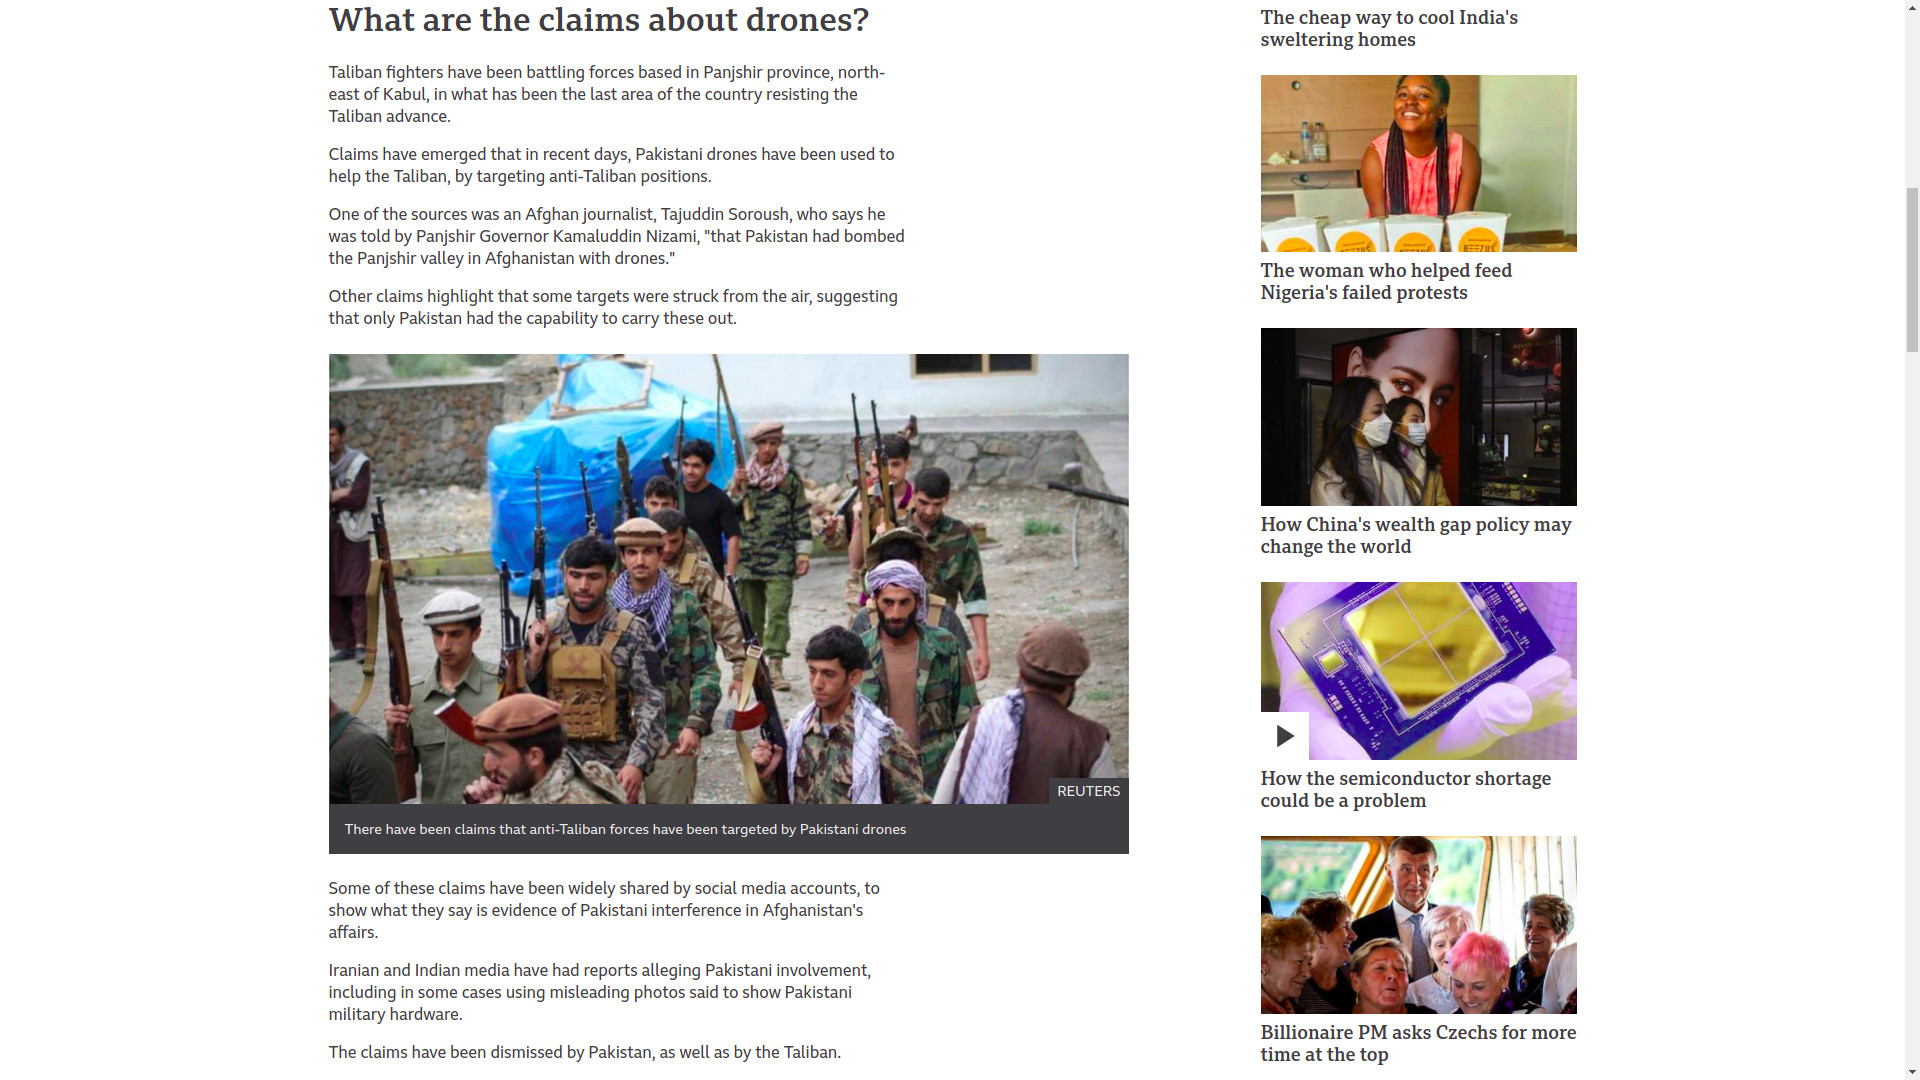 What are the claims about drones?
Taliban fighters have been battling forces based in Panjshir province, north-
east of Kabul, in what has been the last area of the country resisting the
Taliban advance.
Claims have emerged that in recent days, Pakistani drones have been used to
help the Taliban, by targeting anti-Taliban positions.
One of the sources was an Afghan journalist, Tajuddin Soroush, who says he
was told by Panjshir Governor Kamaluddin Nizami, "that Pakistan had bombed
the Panjshir valley in Afghanistan with drones."
Other claims highlight that some targets were struck from the air, suggesting
that only Pakistan had the capability to carry these out.
REUTERS
There have been claims that anti-Taliban forces have been targeted by Pakistani drones
Some of these claims have been widely shared by social media accounts, to
show what they say is evidence of Pakistani interference in Afghanistan's
affairs.
Iranian and Indian media have had reports alleging Pakistani involvement,
including in some cases using misleading photos said to show Pakistani
military hardware.
The claims have been dismissed by Pakistan, as well as by the Taliban.
The cheap way to cool India's
sweltering homes
The woman who helped feed
Nigeria's failed protests
How China's wealth gap policy may
change the world
How the semiconductor shortage
could be a problem
Billionaire PM asks Czechs for more
time at the top